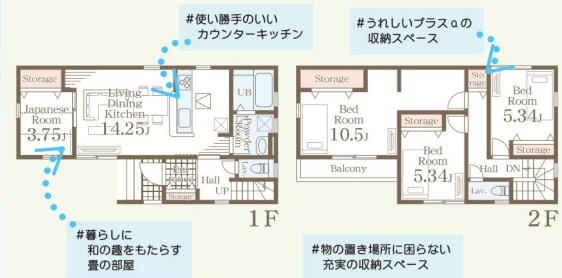 #使い勝手のいい
カウンターキッチン
#うれしいプラスαの
収納スペース
Storage
Living
Dining
Kitchen
14.25J
Japanese
Room
3.75J
UB
Powder
Room
Lav.
Hall
UP
Storage
1F
Storage
Bed
Room
10.5J
Balcony
Storage
Bed
Room
5.34J
Sto
rage
Bed
Room
5.34J
Storage
Hall
DN
Lav.
2F
#暮らしに
和の趣をもたらす
畳の部屋
#物の置き場所に困らない
充実の収納スペース